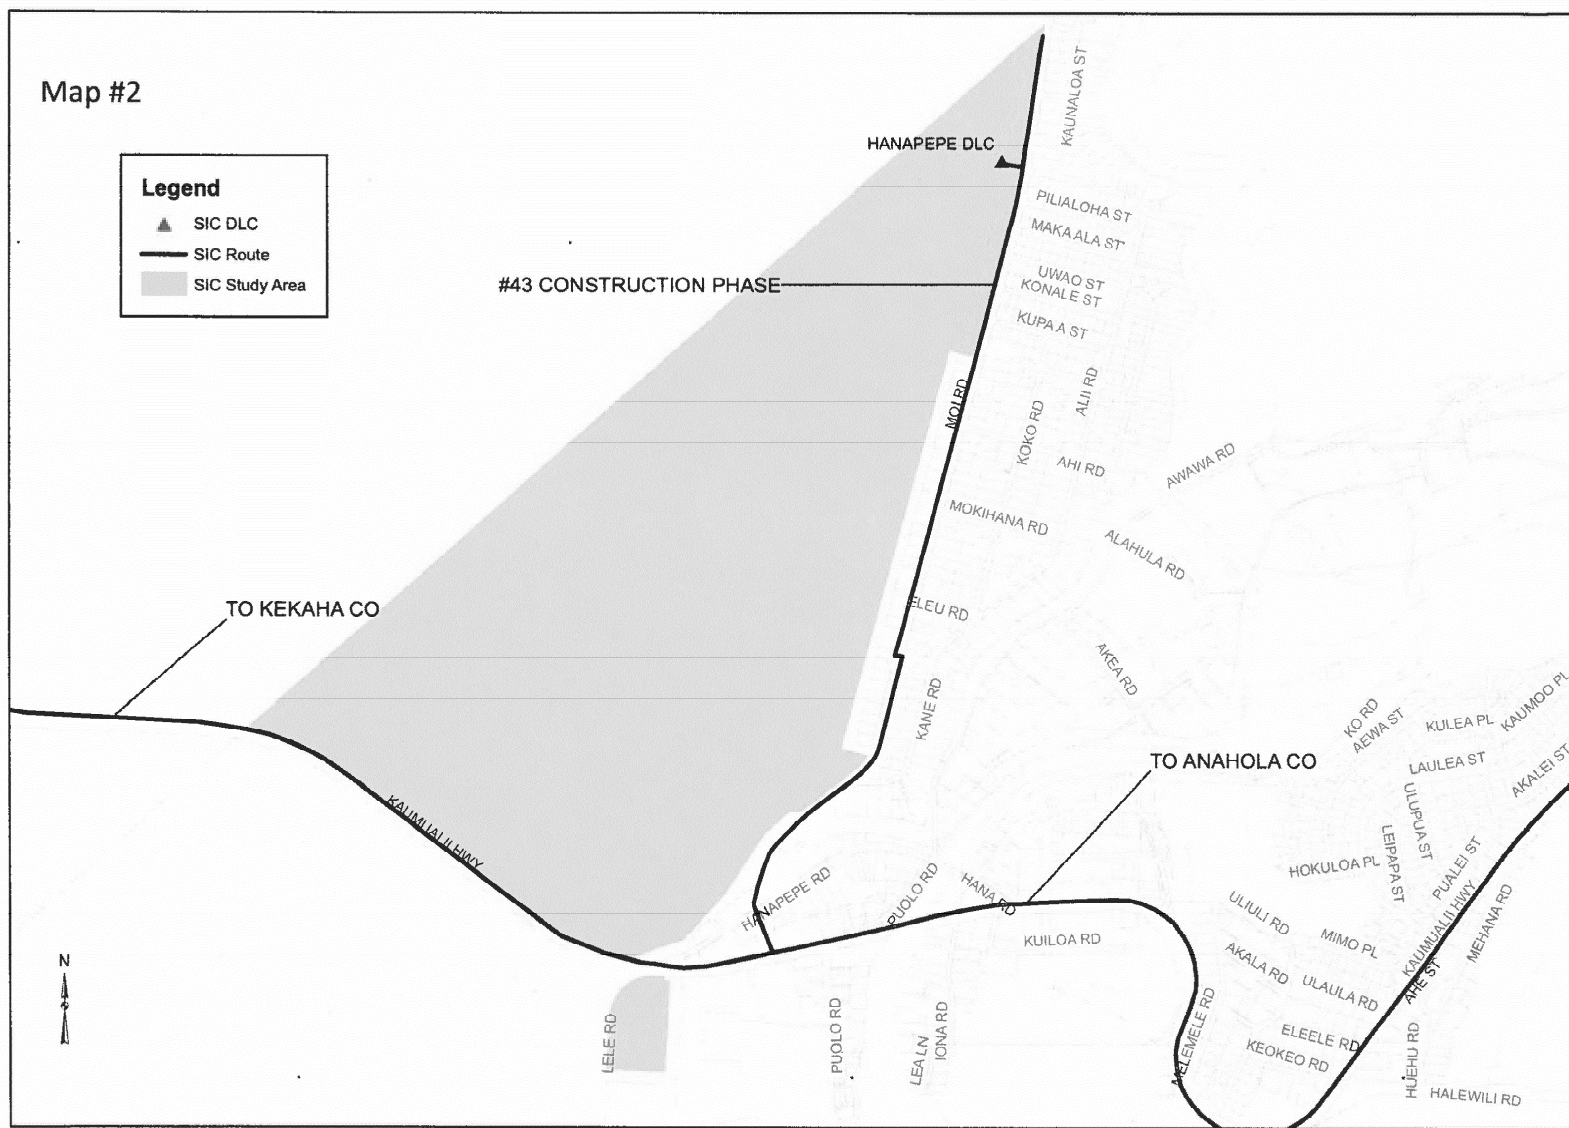 Map #2
Legend
SIC DLC
SIC Route
SIC Study Area
HANAPEPE DLC
KAUNALOA ST
PILIALOHA ST
MAKA ALA ST
#43 CONSTRUCTION PHASE
UWAO ST
KONALE ST
KUPA A ST
MOI RD
KOKO RD
ALII RD
AHI RD
AWAWA RD
MOKIHANA RD
ALAHULA RD
TO KEKAHA CO
ELEU RD
AKEA RD
KANE RD
KO RD
AEWA ST
KULEA PL
KAUMOO PL
TO ANAHOLA CO
LAULEA ST
AKALEI ST
ULUPUA ST
KAUMUALII HWY
HANAPEPE RD
PUOLO RD
HANA RD
HOKULOA PL
LEIPAPA ST
PUALEI ST
KUILOA RD
ULIULI RD
MIMO PL
KAUMUALII HWY
MEHANA RD
AKALA RD
ULAULA RD
AHE ST
N
LELE RD
PUOLO RD
LEA LN
IONA RD
MELEMELE RD
ELEELE RD
KEOKEO RD
HUEHU RD
HALEWILI RD